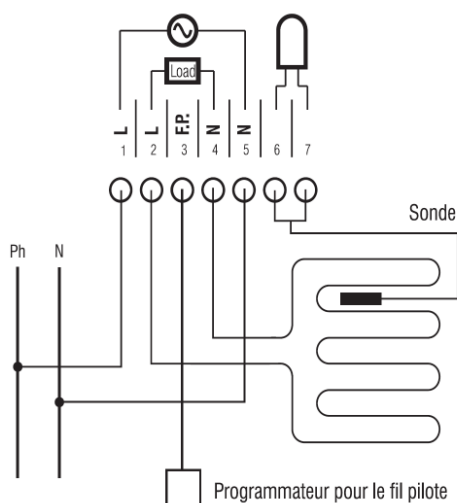 Load
L L F.P. N N
1 2 3 4 5 6 7
Sonde
Ph N
Programmateur pour le fil pilote